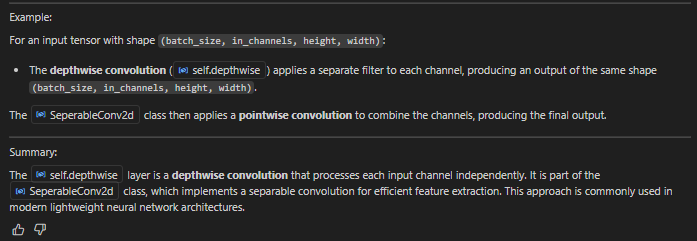 Example:
For an input tensor with shape (batch_size, in_channels, height, width):
• The depthwise convolution ( self.depthwise ) applies a separate filter to each channel, producing an output of the same shape
(batch_size, in_channels, height, width).
The SeperableConv2d class then applies a pointwise convolution to combine the channels, producing the final output.
Summary:
The self.depthwise layer is a depthwise convolution that processes each input channel independently. It is part of the
SeperableConv2d class, which implements a separable convolution for efficient feature extraction. This approach is commonly used in
modern lightweight neural network architectures.